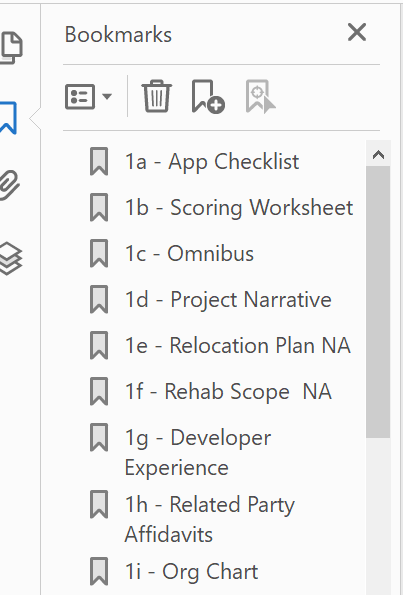 Bookmarks
1a - App Checklist
1b - Scoring Worksheet
1c - Omnibus
1d - Project Narrative
1e - Relocation Plan NA
1f - Rehab Scope  NA
1g - Developer
Experience
1h - Related Party
Affidavits
1i - Org Chart